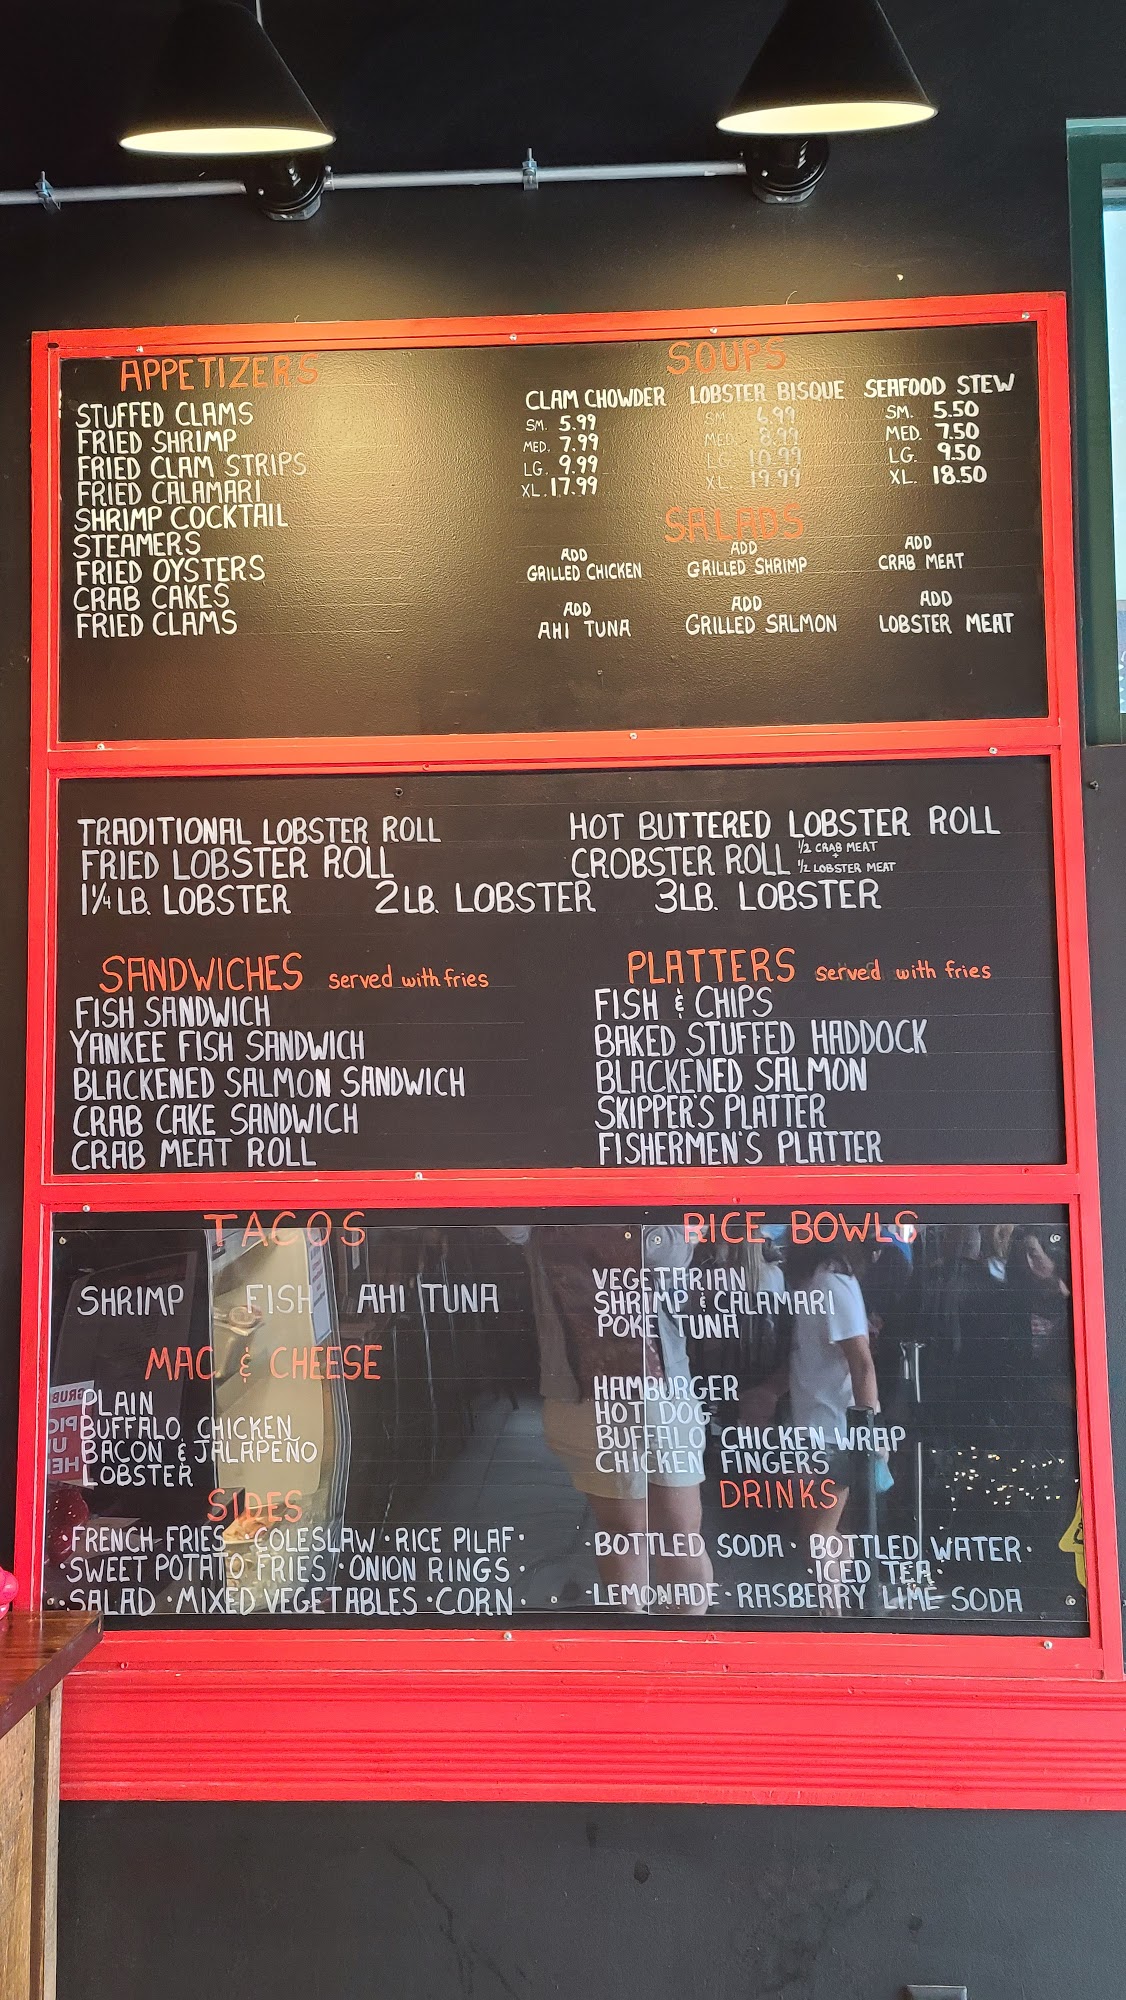 APPETIZERS
STUFFED CLAMS
FRIED SHRIMP
FRIED CLAM STRIPS
FRIED CALAMARI
SHRIMP COCKTAIL
STEAMERS
FRIED OYSTERS
CRAB CAKES
FRIED CLAMS
SOUPS
CLAM CHOWDER
SM. 5.99
MED. 7.99
LG. 9.99
XL. 17.99
LOBSTER BISQUE
SM. 6.99
MED. 8.99
LG. 10.99
XL. 19.99
SEAFOOD STEW
SM. 5.50
MED. 7.50
LG. 9.50
XL. 18.50
SALADS
ADD
GRILLED CHICKEN
ADD
GRILLED SHRIMP
ADD
CRAB MEAT
ADD
AHI TUNA
ADD
GRILLED SALMON
ADD
LOBSTER MEAT
TRADITIONAL LOBSTER ROLL
HOT BUTTERED LOBSTER ROLL
FRIED LOBSTER ROLL
CROBSTER ROLL 1/2 CRAB MEAT
+
1/2 LOBSTER MEAT
1 1/4 LB. LOBSTER 2LB. LOBSTER 3LB. LOBSTER
SANDWICHES served with fries
FISH SANDWICH
YANKEE FISH SANDWICH
BLACKENED SALMON SANDWICH
CRAB CAKE SANDWICH
CRAB MEAT ROLL
PLATTERS served with fries
FISH & CHIPS
BAKED STUFFED HADDOCK
BLACKENED SALMON
SKIPPER'S PLATTER
FISHERMEN'S PLATTER
TACOS
SHRIMP FISH AHI TUNA
MAC & CHEESE
PLAIN
BUFFALO CHICKEN
BACON & JALAPEÑO
LOBSTER
SIDES
·FRENCH FRIES·COLESLAW·RICE PILAF·
·SWEET POTATO FRIES·ONION RINGS·
·SALAD·MIXED VEGETABLES·CORN·
RICE BOWLS
VEGETARIAN
SHRIMP & CALAMARI
POKE TUNA
HAMBURGER
HOT DOG
BUFFALO CHICKEN WRAP
CHICKEN FINGERS
DRINKS
·BOTTLED SODA·BOTTLED WATER·
·ICED TEA·
·LEMONADE·RASBERRY LIME SODA